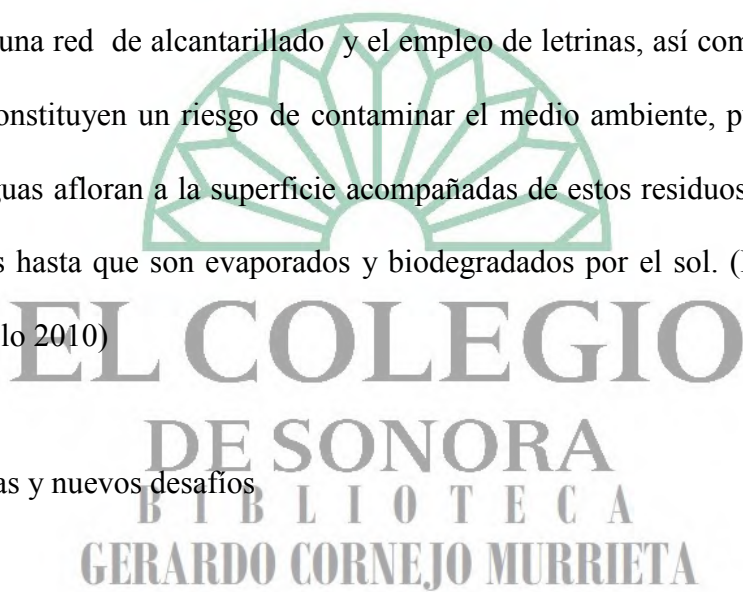 una red de alcantarillado y el empleo de letrinas, así com
onstituyen un riesgo de contaminar el medio ambiente, p
guas afloran a la superficie acompañadas de estos residuos
s hasta que son evaporados y biodegradados por el sol. (
lo 2010)
EL COLEGIO
DE SONORA
as y nuevos desafíos
BIBLIOTECA
GERARDO CORNEJO MURRIETA